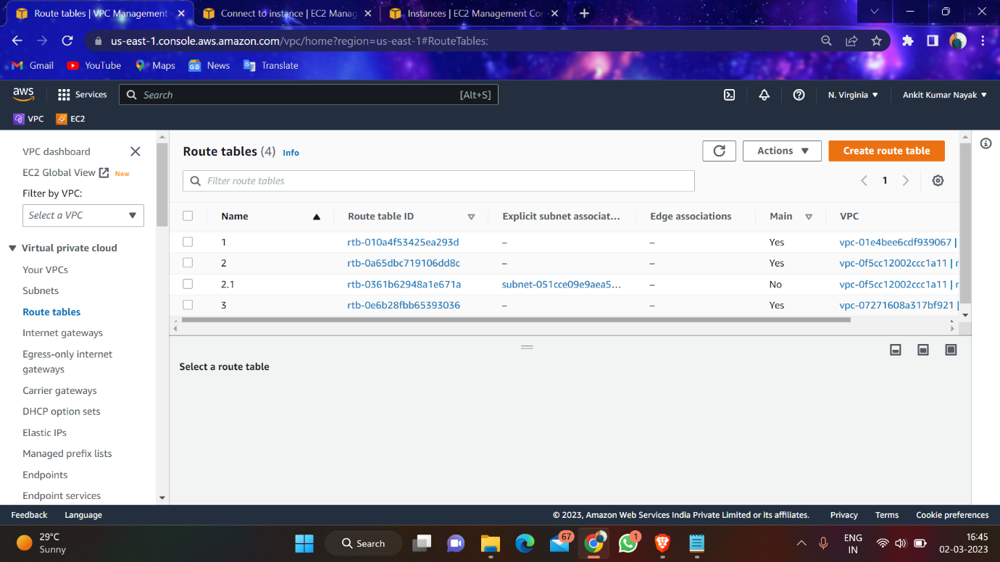 Route tables | VPC Management
Connect to instance | EC2 Manag
Instances | EC2 Management Con
us-east-1.console.aws.amazon.com/vpc/home?region=us-east-1#RouteTables:
Gmail YouTube Maps News Translate
aws Services Search [Alt+S] N. Virginia Ankit Kumar Nayak
VPC EC2
VPC dashboard
EC2 Global View New
Filter by VPC:
Select a VPC
Virtual private cloud
Your VPCs
Subnets
Route tables
Internet gateways
Egress-only internet
gateways
Carrier gateways
DHCP option sets
Elastic IPs
Managed prefix lists
Endpoints
Endpoint services
Route tables (4) Info
Actions Create route table
Filter route tables
1
Name Route table ID Explicit subnet associat... Edge associations Main VPC
1 rtb-010a4f53425ea293d – – Yes vpc-01e4bee6cdf939067 |
2 rtb-0a65dbc719106dd8c – – Yes vpc-0f5cc12002ccc1a11 |
2.1 rtb-0361b62948a1e671a subnet-051cce09e9aea5... – No vpc-0f5cc12002ccc1a11 |
3 rtb-0e6b28fbb65393036 – – Yes vpc-07271608a317bf921 |
Select a route table
Feedback Language © 2023, Amazon Web Services India Private Limited or its affiliates. Privacy Terms Cookie preferences
29°C
Sunny
Search
67
1
ENG
IN
16:45
02-03-2023